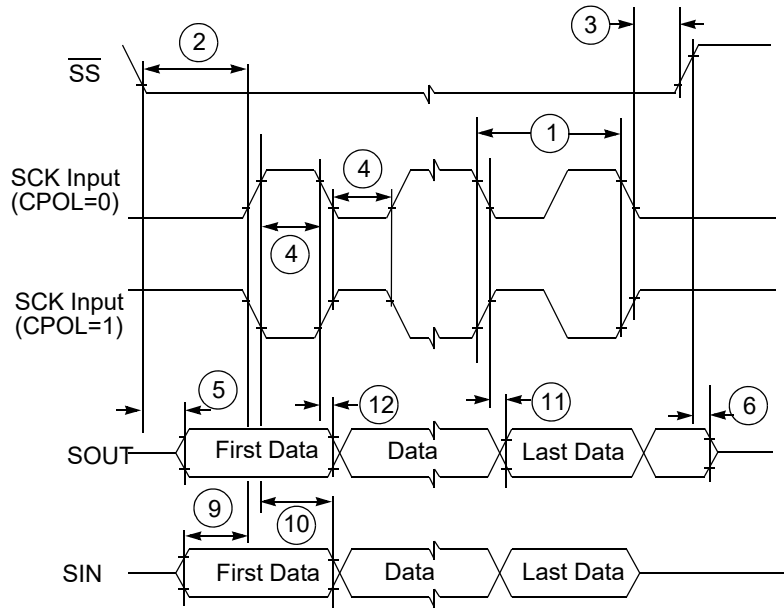 2
3
SS
1
SCK Input
(CPOL=0)
4
4
SCK Input
(CPOL=1)
5
12
11
6
SOUT
First Data
Data
Last Data
9
10
SIN
First Data
Data
Last Data